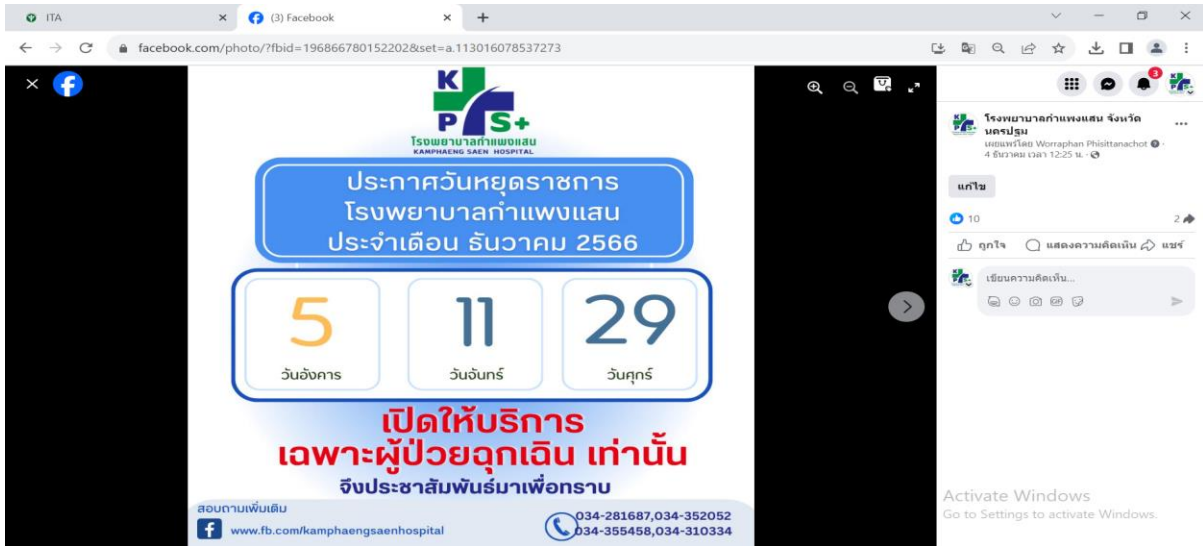 ITA
(3) Facebook
facebook.com/photo/?fbid=196866780152202&set=a.113016078537273
K
P S+
โรงพยาบาลกำแพงแสน
KAMPHAENG SAEN HOSPITAL
ประกาศวันหยุดราชการ
โรงพยาบาลกำแพงแสน
ประจำเดือน ธันวาคม 2566
5
วันอังคาร
11
วันจันทร์
29
วันศุกร์
เปิดให้บริการ
เฉพาะผู้ป่วยฉุกเฉิน เท่านั้น
จึงประชาสัมพันธ์มาเพื่อทราบ
สอบถามเพิ่มเติม
www.fb.com/kamphaengsaenhospital
034-281687,034-352052
034-355458,034-310334
3
โรงพยาบาลกำแพงแสน จังหวัด
นครปฐม
เผยแพร่โดย Worraphan Phisittanachot
4 ธันวาคม เวลา 12:25 น.
แก้ไข
10
2
ถูกใจ แสดงความคิดเห็น แชร์
เขียนความคิดเห็น...
GIF
Activate Windows
Go to Settings to activate Windows.